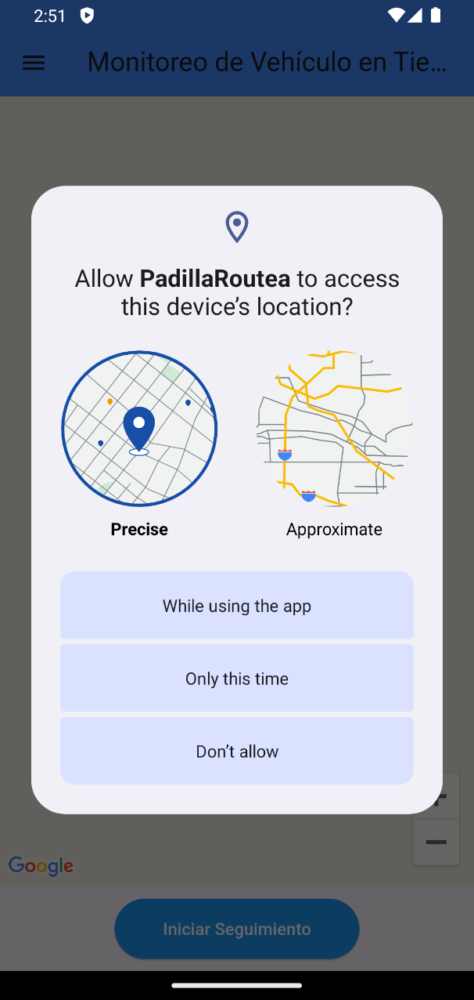 2:51
Monitoreo de Vehículo en Tie...
Allow PadillaRoutea to access
this device's location?
Precise
Approximate
While using the app
Only this time
Don't allow
Google
Iniciar Seguimiento